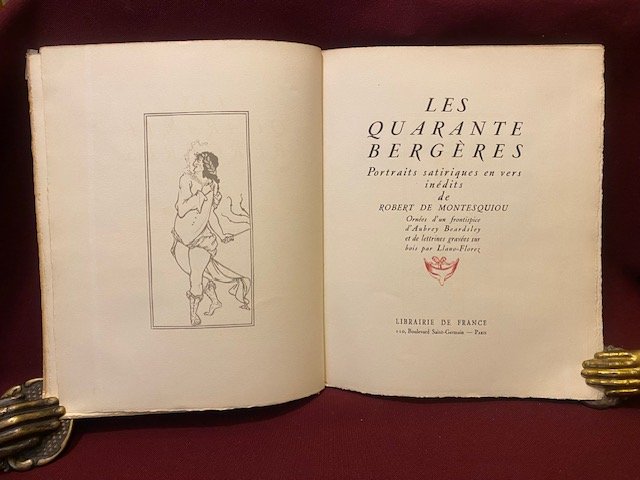 LES
QUARANTE
BERGÈRES
Portraits satiriques en vers
inédits
de
ROBERT DE MONTESQUIOU
Ornées d'un frontispice
d'Aubrey Beardsley
et de lettrines gravées sur
bois par Llano-Florez
LIBRAIRIE DE FRANCE
110, Boulevard Saint-Germain — PARIS